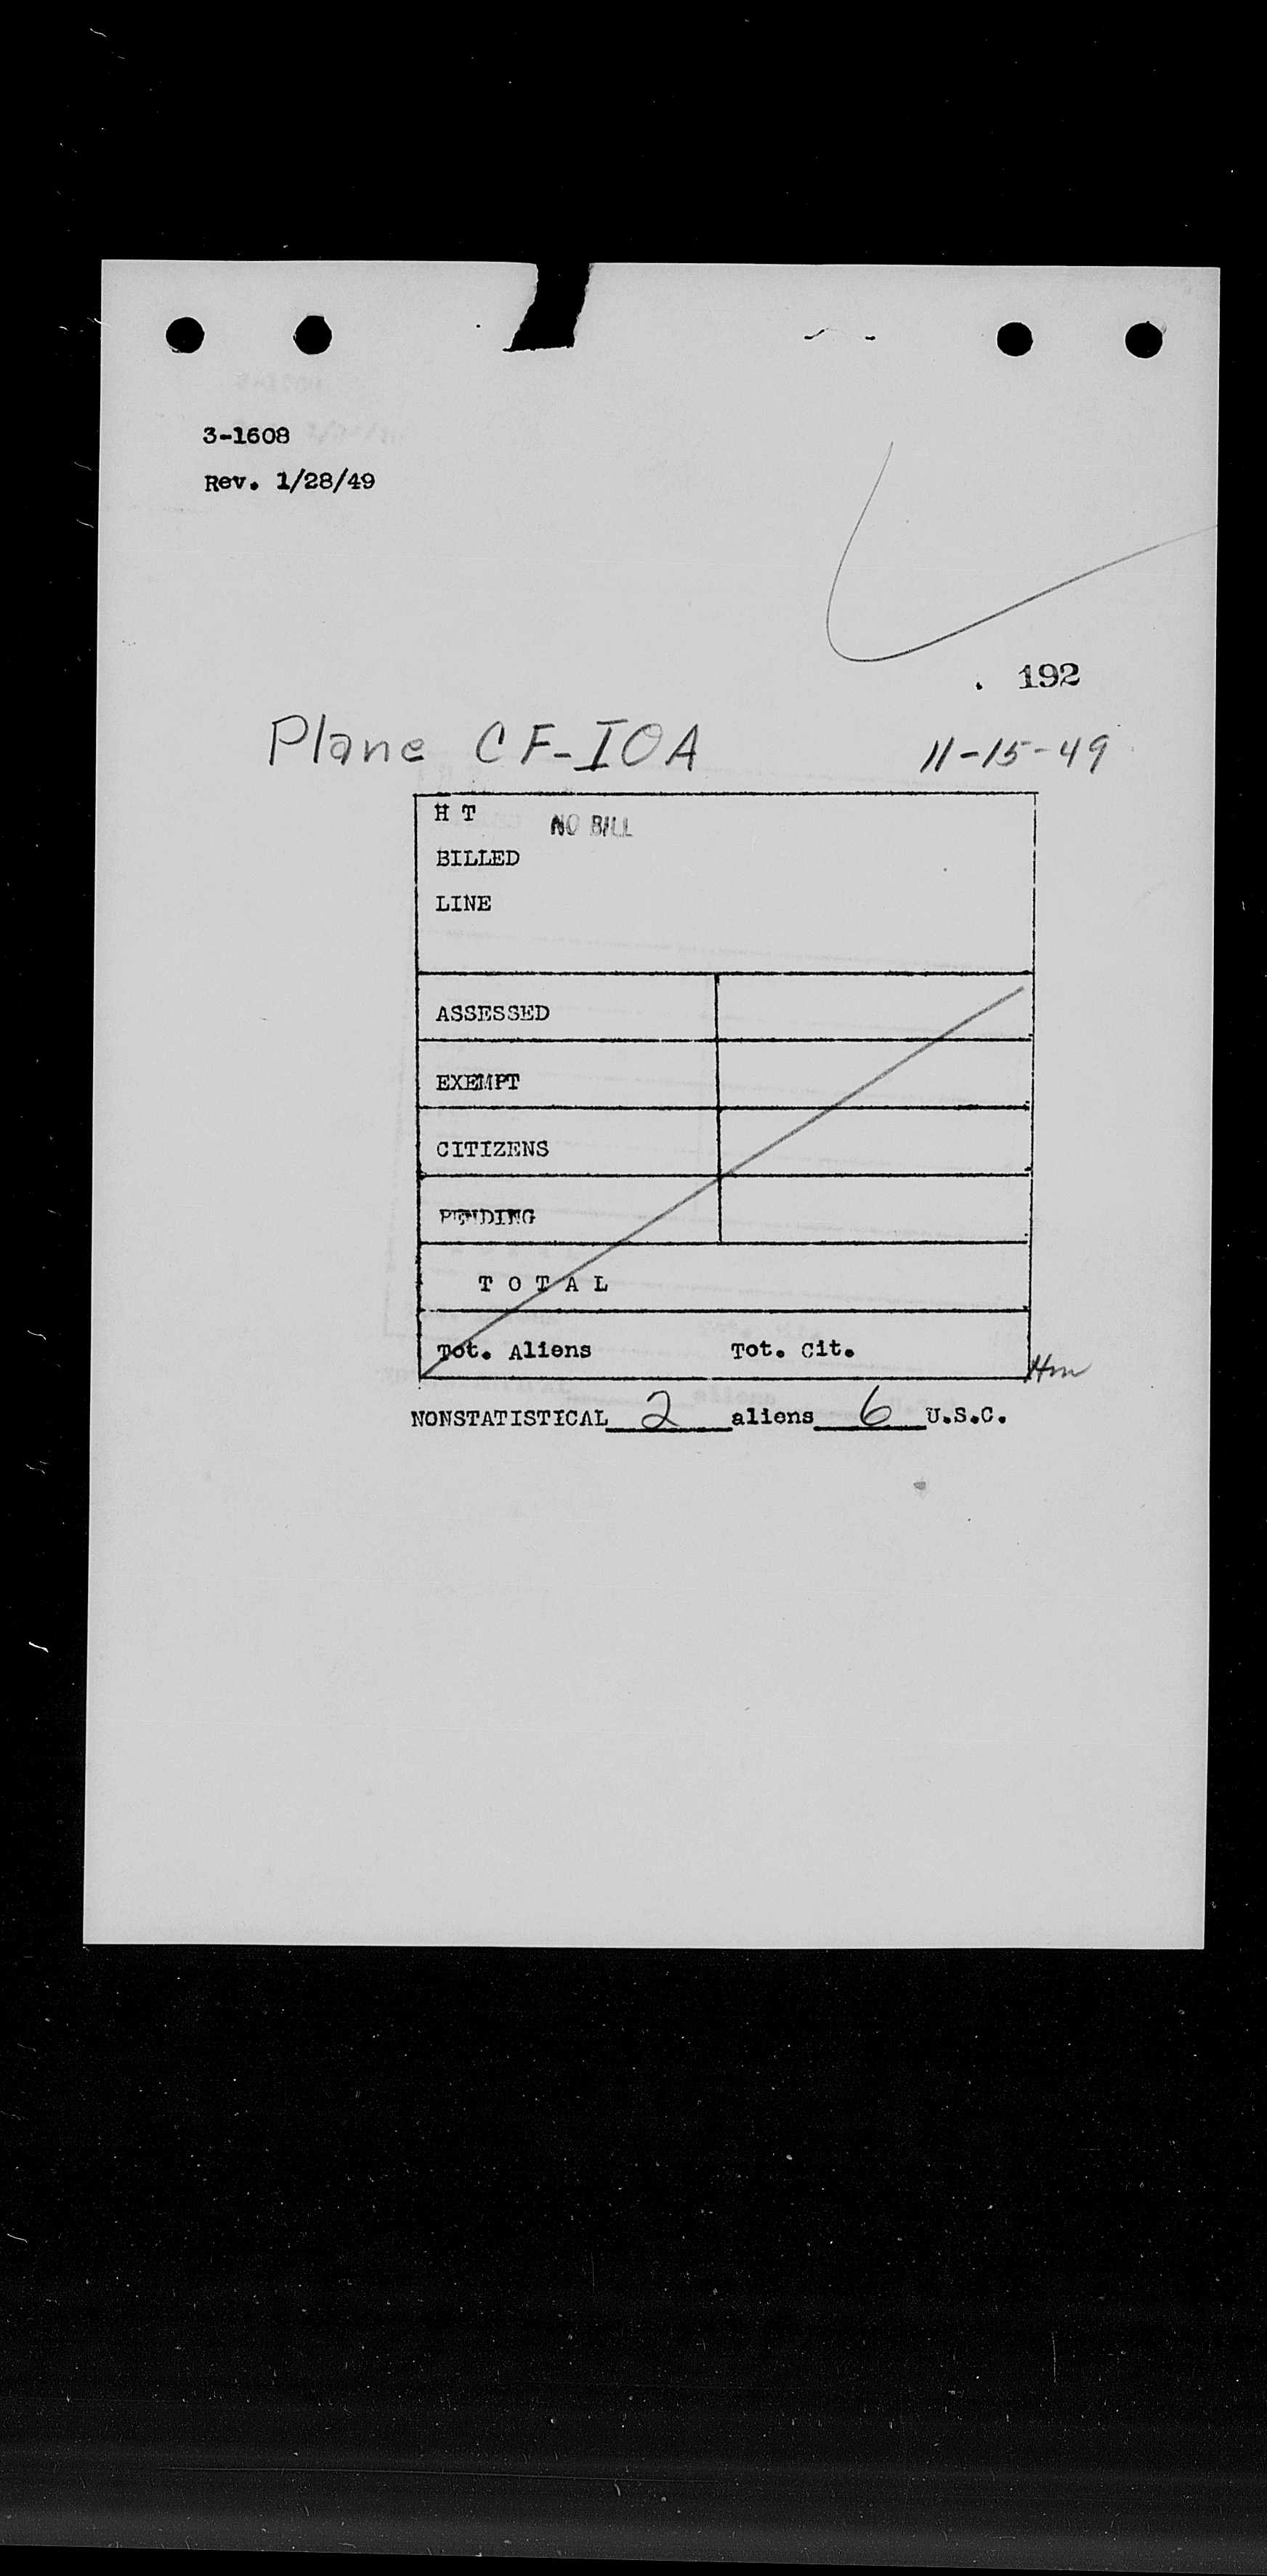 3-1608
Rev. 1/28/49
192
Plane CF-IOA 11-15-49
H T NO BILL
BILLED
LINE
ASSESSED
EXEMPT
CITIZENS
PENDING
T O T A L
Tot. Aliens Tot. Cit.
NONSTATISTICAL 2 aliens 6 U.S.C.